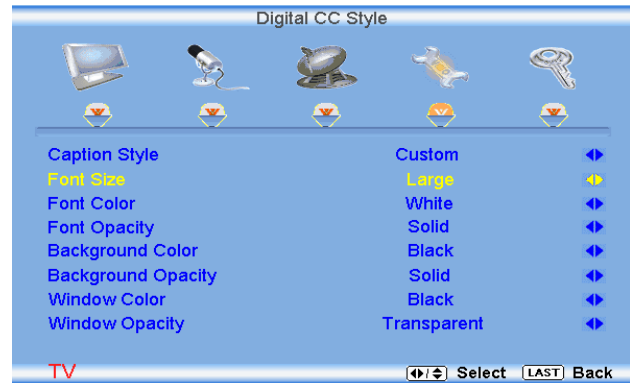 Digital CC Style
Caption Style Custom
Font Size Large
Font Color White
Font Opacity Solid
Background Color Black
Background Opacity Solid
Window Color Black
Window Opacity Transparent
TV Select LAST Back